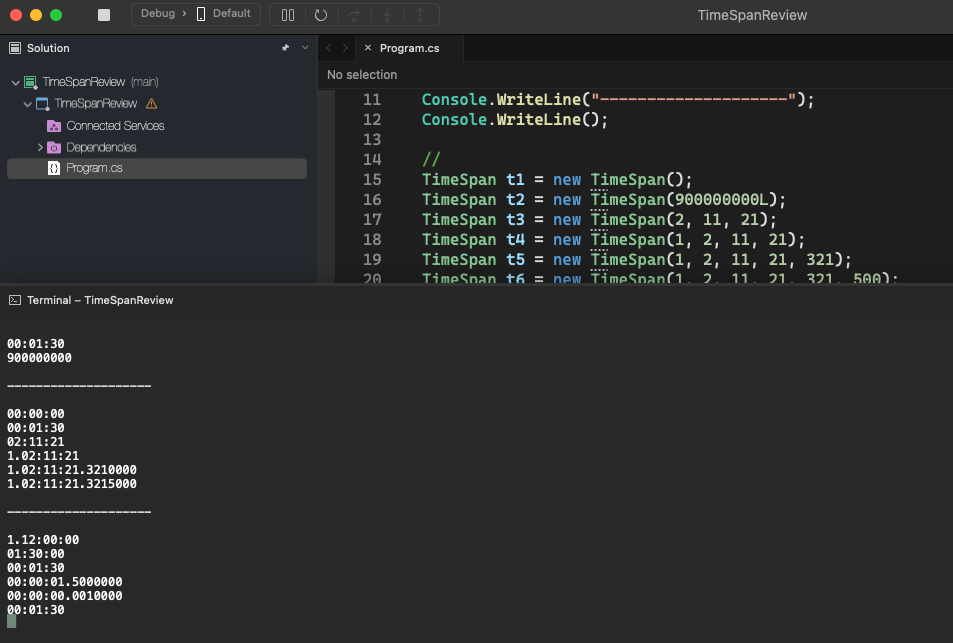 Debug > Default
TimeSpanReview
Solution
Program.cs
No selection
TimeSpanReview (main)
TimeSpanReview
Connected Services
Dependencies
Program.cs
11 Console.WriteLine("--------------------");
12 Console.WriteLine();
13
14 //
15 TimeSpan t1 = new TimeSpan();
16 TimeSpan t2 = new TimeSpan(900000000L);
17 TimeSpan t3 = new TimeSpan(2, 11, 21);
18 TimeSpan t4 = new TimeSpan(1, 2, 11, 21);
19 TimeSpan t5 = new TimeSpan(1, 2, 11, 21, 321);
20 TimeSpan t6 = new TimeSpan(1, 2, 11, 21, 321, 500);
Terminal – TimeSpanReview
00:01:30
900000000
--------------------
00:00:00
00:01:30
02:11:21
1.02:11:21
1.02:11:21.3210000
1.02:11:21.3215000
--------------------
1.12:00:00
01:30:00
00:01:30
00:00:01.5000000
00:00:00.0010000
00:01:30